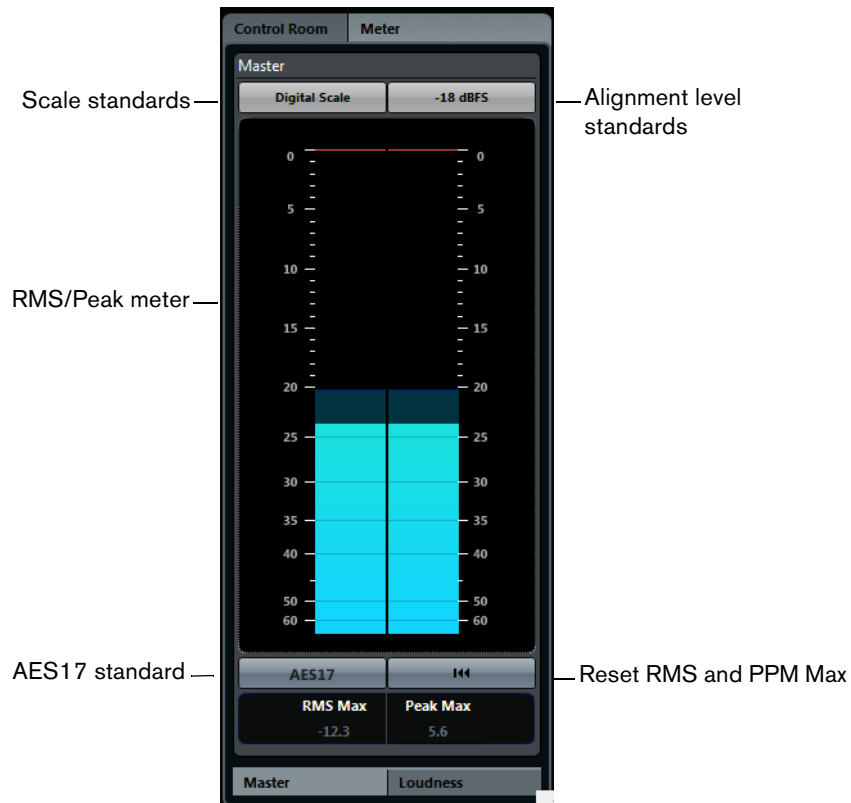 Control Room Meter
Master
Scale standards
Digital Scale -18 dBFS
Alignment level
standards
0 0
5 5
RMS/Peak meter
10 10
15 15
20 20
25 25
30 30
35 35
40 40
50 50
60 60
AES17 standard
AES17
Reset RMS and PPM Max
RMS Max Peak Max
-12.3 5.6
Master Loudness